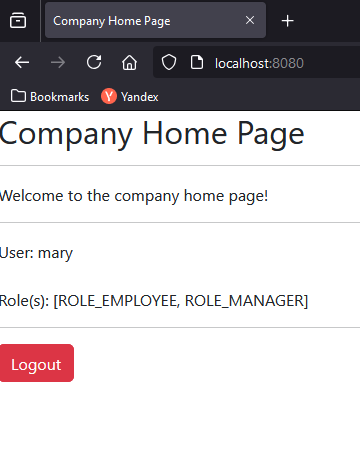 Company Home Page
localhost:8080
Bookmarks Yandex
Company Home Page
Welcome to the company home page!
User: mary
Role(s): [ROLE_EMPLOYEE, ROLE_MANAGER]
Logout